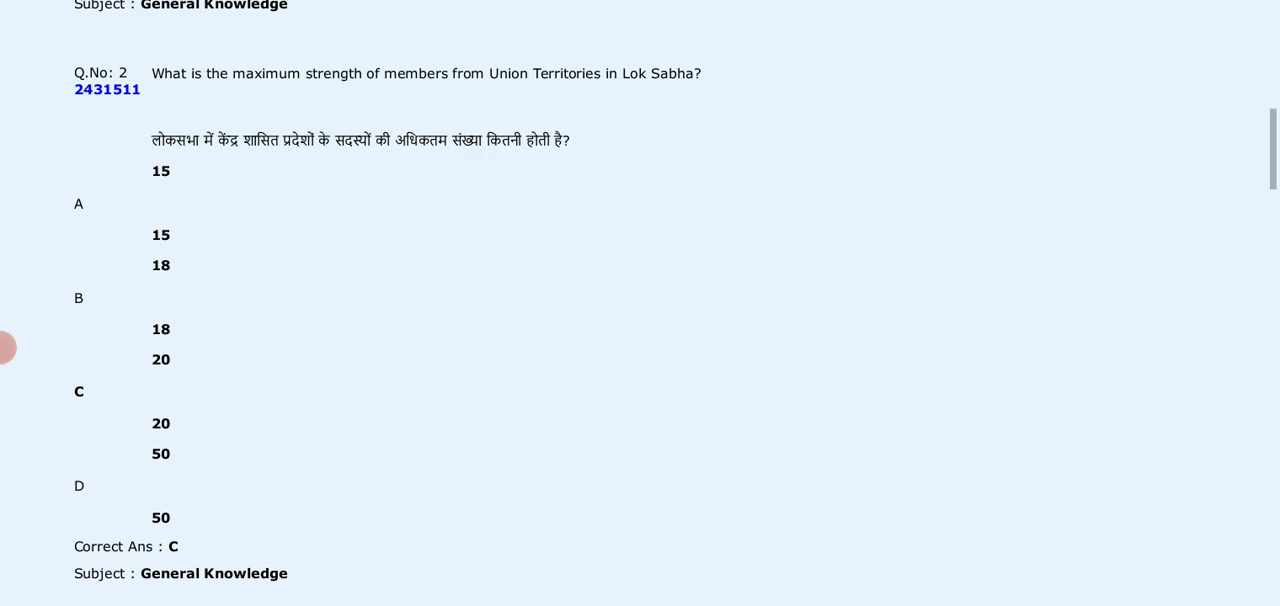 Subject : General Knowledge
Q.No: 2 What is the maximum strength of members from Union Territories in Lok Sabha?
2431511
लोकसभा में केंद्र शासित प्रदेशों के सदस्यों की अधिकतम संख्या कितनी होती है?
15
A
15
18
B
18
20
C
20
50
D
50
Correct Ans : C
Subject : General Knowledge